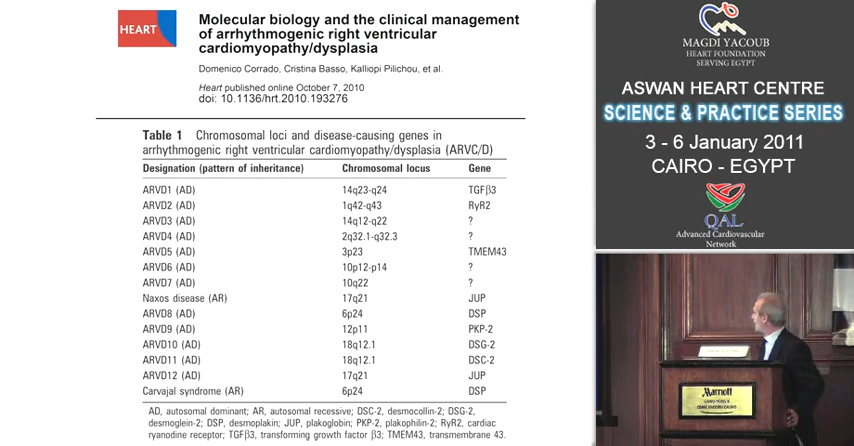 HEART
Molecular biology and the clinical management
of arrhythmogenic right ventricular
cardiomyopathy/dysplasia
Domenico Corrado, Cristina Basso, Kalliopi Pilichou, et al.
Heart published online October 7, 2010
doi: 10.1136/hrt.2010.193276
Table 1 Chromosomal loci and disease-causing genes in
arrhythmogenic right ventricular cardiomyopathy/dysplasia (ARVC/D)
Designation (pattern of inheritance) Chromosomal locus Gene
ARVD1 (AD) 14q23-q24 TGFβ3
ARVD2 (AD) 1q42-q43 RyR2
ARVD3 (AD) 14q12-q22 ?
ARVD4 (AD) 2q32.1-q32.3 ?
ARVD5 (AD) 3p23 TMEM43
ARVD6 (AD) 10p12-p14 ?
ARVD7 (AD) 10q22 ?
Naxos disease (AR) 17q21 JUP
ARVD8 (AD) 6p24 DSP
ARVD9 (AD) 12p11 PKP-2
ARVD10 (AD) 18q12.1 DSG-2
ARVD11 (AD) 18q12.1 DSC-2
ARVD12 (AD) 17q21 JUP
Carvajal syndrome (AR) 6p24 DSP
AD, autosomal dominant; AR, autosomal recessive; DSC-2, desmocollin-2; DSG-2,
desmoglein-2; DSP, desmoplakin; JUP, plakoglobin; PKP-2, plakophilin-2; RyR2, cardiac
ryanodine receptor; TGFβ3, transforming growth factor β3; TMEM43, transmembrane 43.
MAGDI YACOUB
HEART FOUNDATION
SERVING EGYPT
ASWAN HEART CENTRE
SCIENCE & PRACTICE SERIES
3 - 6 January 2011
CAIRO - EGYPT
QAL
Advanced Cardiovascular
Network
Marriott